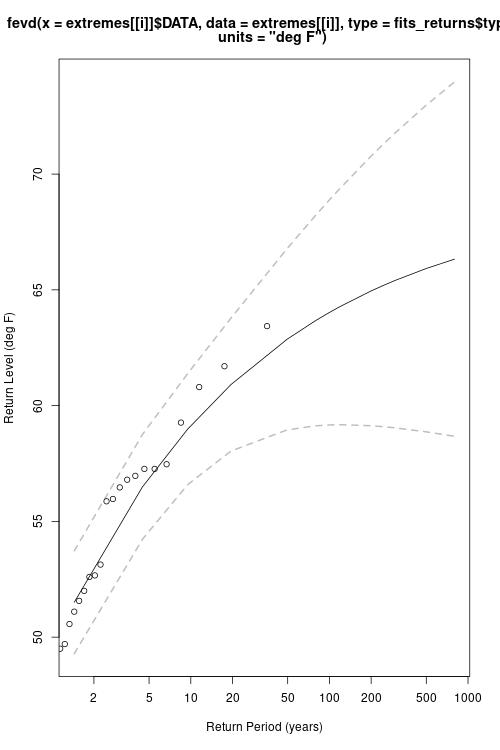 fevd(x = extremes[[i]]$DATA, data = extremes[[i]], type = fits_returns$typ
units = "deg F")
70
65
60
55
50
Return Level (deg F)
2 5 10 20 50 100 200 500 1000
Return Period (years)